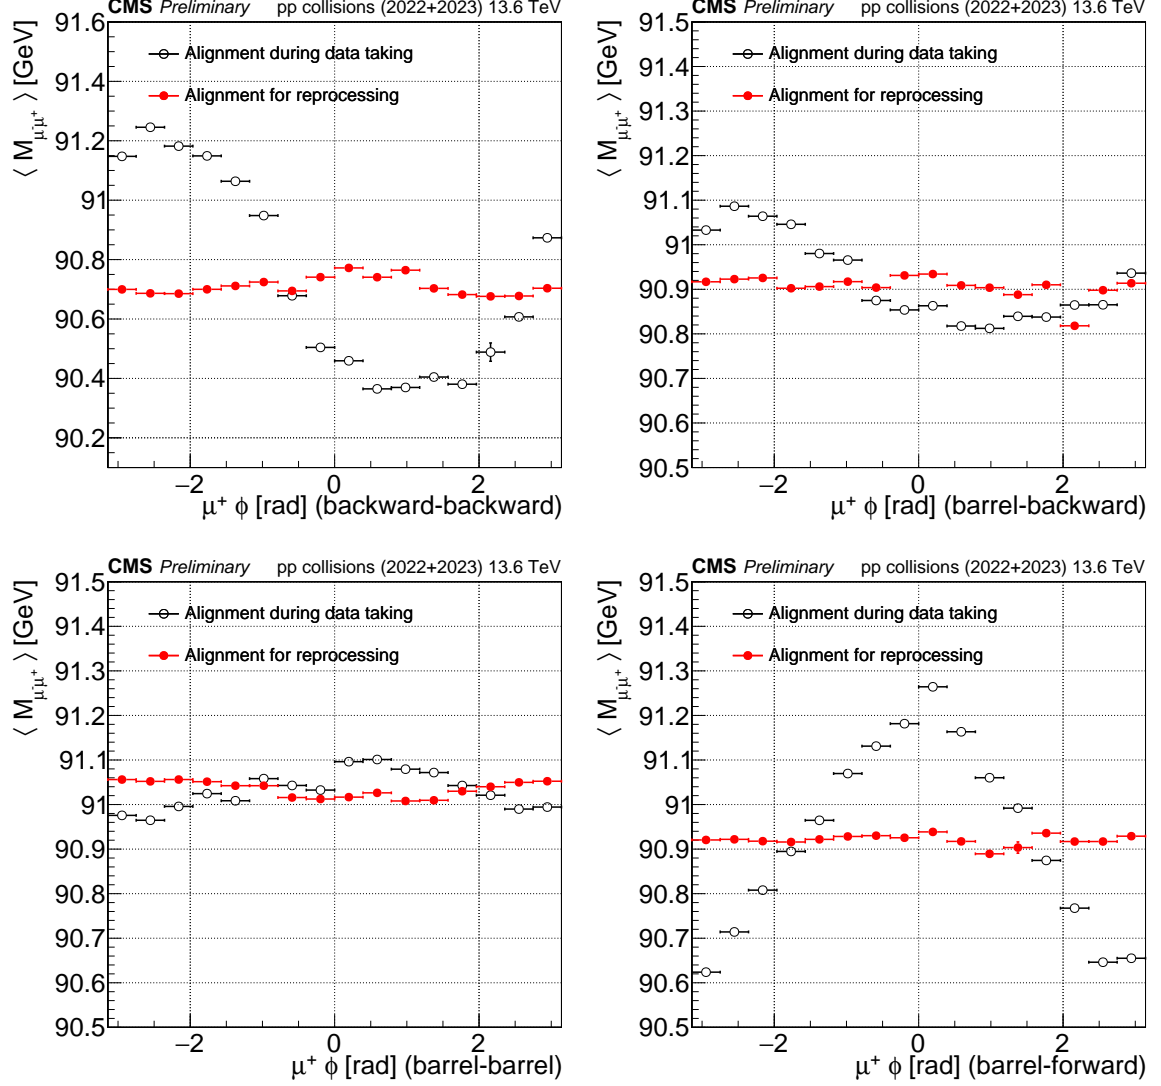 CMS Preliminary pp collisions (2022+2023) 13.6 TeV
⟨ M_μ⁻μ⁺ ⟩ [GeV]
Alignment during data taking
Alignment for reprocessing
91.6
91.4
91.2
91
90.8
90.6
90.4
90.2
−2 0 2
μ⁺ ϕ [rad] (backward-backward)
CMS Preliminary pp collisions (2022+2023) 13.6 TeV
⟨ M_μ⁻μ⁺ ⟩ [GeV]
Alignment during data taking
Alignment for reprocessing
91.5
91.4
91.3
91.2
91.1
91
90.9
90.8
90.7
90.6
90.5
−2 0 2
μ⁺ ϕ [rad] (barrel-backward)
CMS Preliminary pp collisions (2022+2023) 13.6 TeV
⟨ M_μ⁻μ⁺ ⟩ [GeV]
Alignment during data taking
Alignment for reprocessing
91.5
91.4
91.3
91.2
91.1
91
90.9
90.8
90.7
90.6
90.5
−2 0 2
μ⁺ ϕ [rad] (barrel-barrel)
CMS Preliminary pp collisions (2022+2023) 13.6 TeV
⟨ M_μ⁻μ⁺ ⟩ [GeV]
Alignment during data taking
Alignment for reprocessing
91.5
91.4
91.3
91.2
91.1
91
90.9
90.8
90.7
90.6
90.5
−2 0 2
μ⁺ ϕ [rad] (barrel-forward)